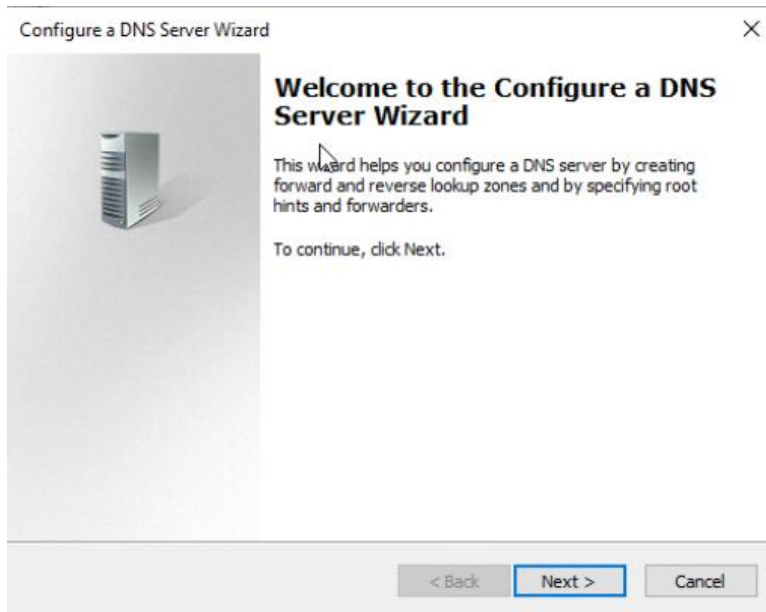 Configure a DNS Server Wizard
Welcome to the Configure a DNS
Server Wizard
This wizard helps you configure a DNS server by creating
forward and reverse lookup zones and by specifying root
hints and forwarders.
To continue, click Next.
< Back
Next >
Cancel